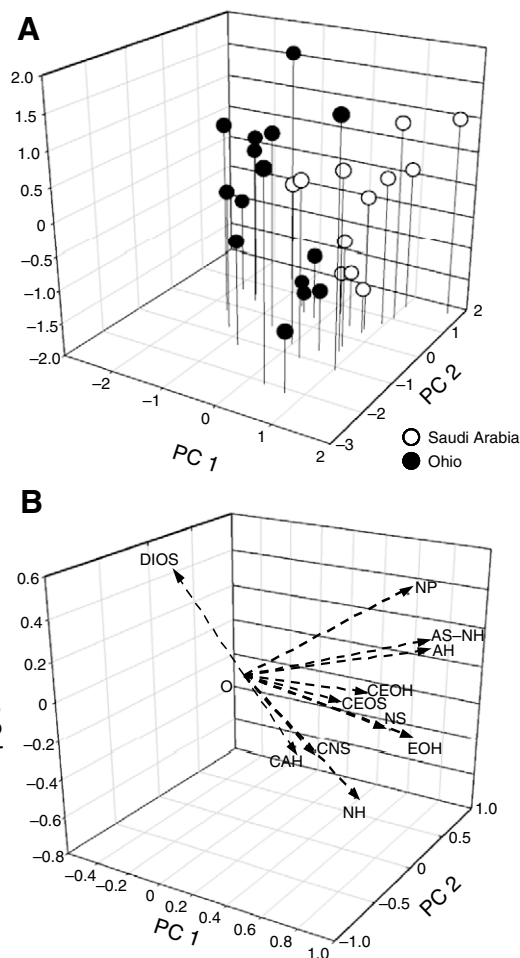 A
2.0
1.5
1.0
0.5
0
−0.5
−1.0
−1.5
−2.0
−2
−1
0
1
2
PC 1
−3
−2
−1
0
1
2
PC 2
Saudi Arabia
Ohio
B
0.6
0.4
0.2
0
−0.2
−0.4
−0.6
−0.8
DIOS
NP
AS–NH
AH
O
CEOH
CEOS
NS
EOH
CNS
CAH
NH
−0.4
−0.2
0
0.2
0.4
0.6
0.8
1.0
PC 1
−1.0
−0.5
0
0.5
1.0
PC 2